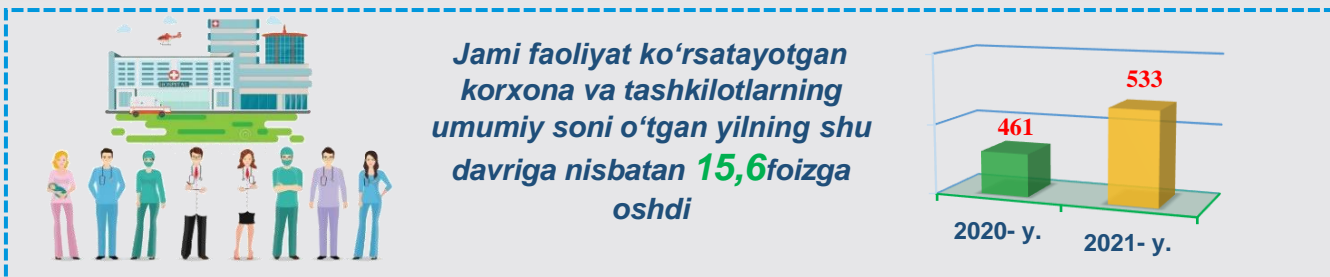 HOSPITAL
Jami faoliyat ko‘rsatayotgan
korxona va tashkilotlarning
umumiy soni o‘tgan yilning shu
davriga nisbatan 15,6foizga
oshdi
533
461
2020- y.
2021- y.